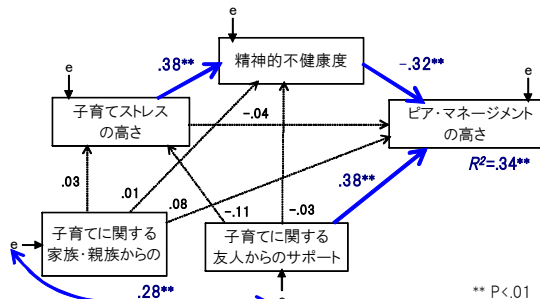 e
.38**
精神的不健康度
-.32**
e
e
子育てストレス
の高さ
-.04
ピア・マネージメント
の高さ
R²=.34**
.03
.01
.08
-.11
-.03
.38**
e
子育てに関する
家族・親族からの
子育てに関する
友人からのサポート
.28**
** P<.01